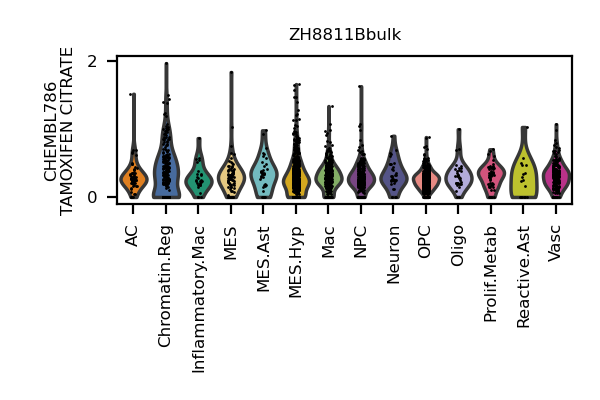 ZH8811Bbulk
CHEMBL786
TAMOXIFEN CITRATE
2
0
AC
Chromatin.Reg
Inflammatory.Mac
MES
MES.Ast
MES.Hyp
Mac
NPC
Neuron
OPC
Oligo
Prolif.Metab
Reactive.Ast
Vasc